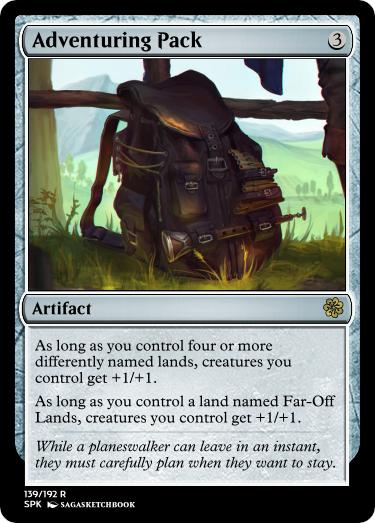 Adventuring Pack 3
Artifact
As long as you control four or more
differently named lands, creatures you
control get +1/+1.
As long as you control a land named Far-Off
Lands, creatures you control get +1/+1.
While a planeswalker can leave in an instant,
they must carefully plan when they want to stay.
139/192 R
SPK SAGASKETCHBOOK